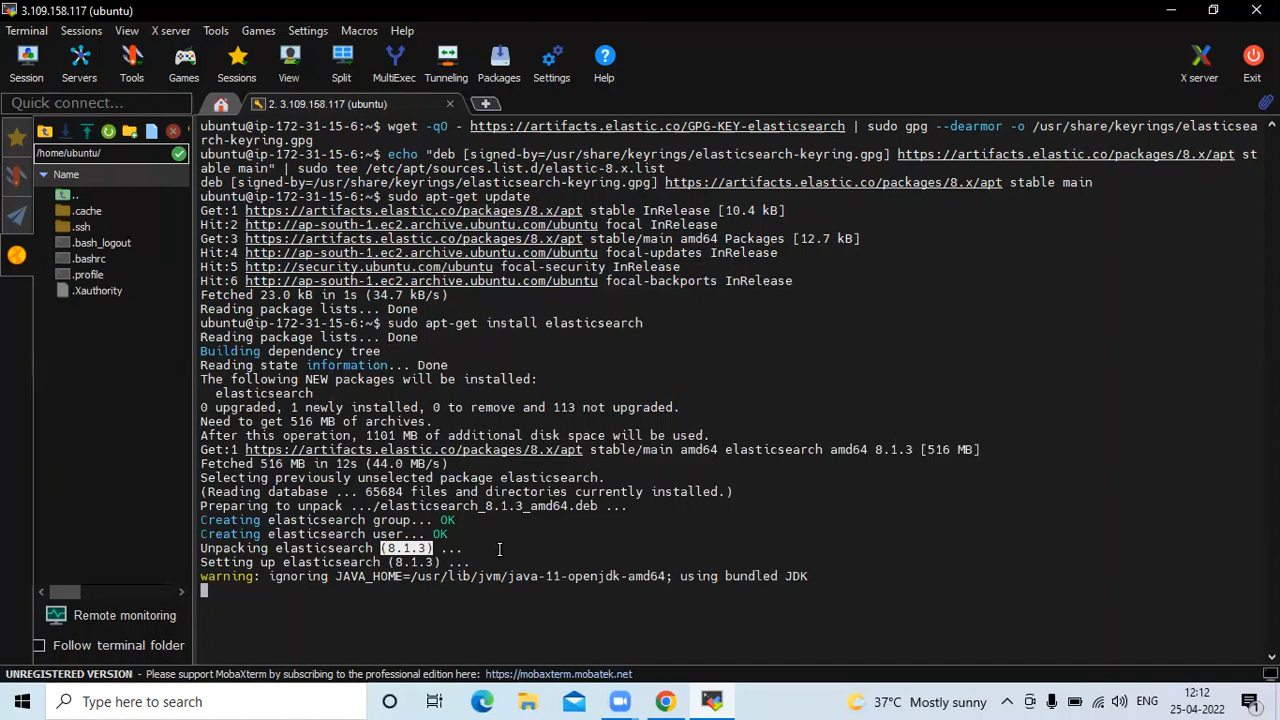 3.109.158.117 (ubuntu)
Terminal Sessions View X server Tools Games Settings Macros Help
Session Servers Tools Games Sessions View Split MultiExec Tunneling Packages Settings Help X server Exit
Quick connect...
2. 3.109.158.117 (ubuntu)
/home/ubuntu/
Name
..
.cache
.ssh
.bash_logout
.bashrc
.profile
.Xauthority
Remote monitoring
Follow terminal folder
ubuntu@ip-172-31-15-6:~$ wget -qO - https://artifacts.elastic.co/GPG-KEY-elasticsearch | sudo gpg --dearmor -o /usr/share/keyrings/elasticsea
rch-keyring.gpg
ubuntu@ip-172-31-15-6:~$ echo "deb [signed-by=/usr/share/keyrings/elasticsearch-keyring.gpg] https://artifacts.elastic.co/packages/8.x/apt st
able main" | sudo tee /etc/apt/sources.list.d/elastic-8.x.list
deb [signed-by=/usr/share/keyrings/elasticsearch-keyring.gpg] https://artifacts.elastic.co/packages/8.x/apt stable main
ubuntu@ip-172-31-15-6:~$ sudo apt-get update
Get:1 https://artifacts.elastic.co/packages/8.x/apt stable InRelease [10.4 kB]
Hit:2 http://ap-south-1.ec2.archive.ubuntu.com/ubuntu focal InRelease
Get:3 https://artifacts.elastic.co/packages/8.x/apt stable/main amd64 Packages [12.7 kB]
Hit:4 http://ap-south-1.ec2.archive.ubuntu.com/ubuntu focal-updates InRelease
Hit:5 http://security.ubuntu.com/ubuntu focal-security InRelease
Hit:6 http://ap-south-1.ec2.archive.ubuntu.com/ubuntu focal-backports InRelease
Fetched 23.0 kB in 1s (34.7 kB/s)
Reading package lists... Done
ubuntu@ip-172-31-15-6:~$ sudo apt-get install elasticsearch
Reading package lists... Done
Building dependency tree
Reading state information... Done
The following NEW packages will be installed:
elasticsearch
0 upgraded, 1 newly installed, 0 to remove and 113 not upgraded.
Need to get 516 MB of archives.
After this operation, 1101 MB of additional disk space will be used.
Get:1 https://artifacts.elastic.co/packages/8.x/apt stable/main amd64 elasticsearch amd64 8.1.3 [516 MB]
Fetched 516 MB in 12s (44.0 MB/s)
Selecting previously unselected package elasticsearch.
(Reading database ... 65684 files and directories currently installed.)
Preparing to unpack .../elasticsearch_8.1.3_amd64.deb ...
Creating elasticsearch group... OK
Creating elasticsearch user... OK
Unpacking elasticsearch (8.1.3) ...
Setting up elasticsearch (8.1.3) ...
warning: ignoring JAVA_HOME=/usr/lib/jvm/java-11-openjdk-amd64; using bundled JDK
UNREGISTERED VERSION - Please support MobaXterm by subscribing to the professional edition here: https://mobaxterm.mobatek.net
Type here to search
37°C Mostly sunny
ENG
12:12
25-04-2022
1